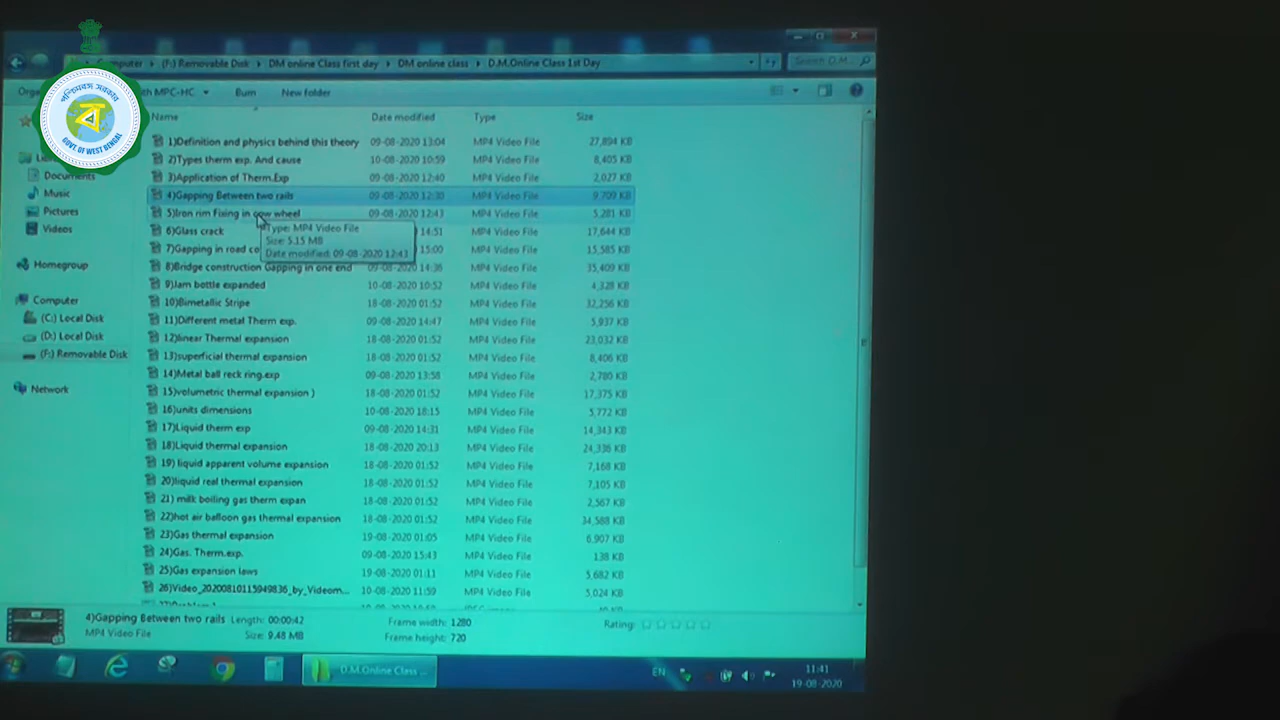 Computer ▸ (F:) Removable Disk ▸ DM online Class first day ▸ DM online class ▸ D.M.Online Class 1st Day
Search D.M...
পশ্চিমবঙ্গ সরকার
ব
GOVT. OF WEST BENGAL
MPC-HC Burn New folder
Name Date modified Type Size
1)Definition and physics behind this theory 09-08-2020 13:04 MP4 Video File 27,894 KB
2)Types therm exp. And cause 10-08-2020 10:59 MP4 Video File 8,405 KB
3)Application of Therm.Exp 09-08-2020 12:40 MP4 Video File 2,027 KB
4)Gapping Between two rails 09-08-2020 12:30 MP4 Video File 9,709 KB
5)Iron rim Fixing in cow wheel 09-08-2020 12:43 MP4 Video File 5,281 KB
6)Glass crack 14:51 MP4 Video File 17,644 KB
7)Gapping in road co 15:00 MP4 Video File 15,585 KB
8)Bridge construction Gapping in one end 09-08-2020 14:36 MP4 Video File 35,409 KB
9)Jam bottle expanded 10-08-2020 10:52 MP4 Video File 4,328 KB
10)Bimetallic Stripe 18-08-2020 01:52 MP4 Video File 32,256 KB
11)Different metal Therm exp. 09-08-2020 14:47 MP4 Video File 5,937 KB
12)linear Thermal expansion 18-08-2020 01:52 MP4 Video File 23,032 KB
13)superficial thermal expansion 18-08-2020 01:52 MP4 Video File 8,406 KB
14)Metal ball reck ring.exp 09-08-2020 13:58 MP4 Video File 2,780 KB
15)volumetric thermal expansion ) 18-08-2020 01:52 MP4 Video File 17,375 KB
16)units dimensions 10-08-2020 18:15 MP4 Video File 5,772 KB
17)Liquid therm exp 09-08-2020 14:31 MP4 Video File 14,343 KB
18)Liquid thermal expansion 18-08-2020 20:13 MP4 Video File 24,336 KB
19) liquid apparent volume expansion 18-08-2020 01:52 MP4 Video File 7,168 KB
20)liquid real thermal expansion 18-08-2020 01:52 MP4 Video File 7,105 KB
21) milk boiling gas therm expan 18-08-2020 01:52 MP4 Video File 2,567 KB
22)hot air balloon gas thermal expansion 18-08-2020 01:52 MP4 Video File 34,588 KB
23)Gas thermal expansion 19-08-2020 01:05 MP4 Video File 6,907 KB
24)Gas. Therm.exp. 09-08-2020 15:43 MP4 Video File 138 KB
25)Gas expansion laws 19-08-2020 01:11 MP4 Video File 5,682 KB
26)Video_20200810115949836_by_Videom... 10-08-2020 11:59 MP4 Video File 5,024 KB
Type: MP4 Video File
Size: 5.15 MB
Date modified: 09-08-2020 12:43
Documents
Music
Pictures
Videos
Homegroup
Computer
(C:) Local Disk
(D:) Local Disk
(F:) Removable Disk
Network
4)Gapping Between two rails Length: 00:00:42 Frame width: 1280 Rating:
MP4 Video File Size: 9.48 MB Frame height: 720
D.M.Online Class ...
EN 11:41
19-08-2020